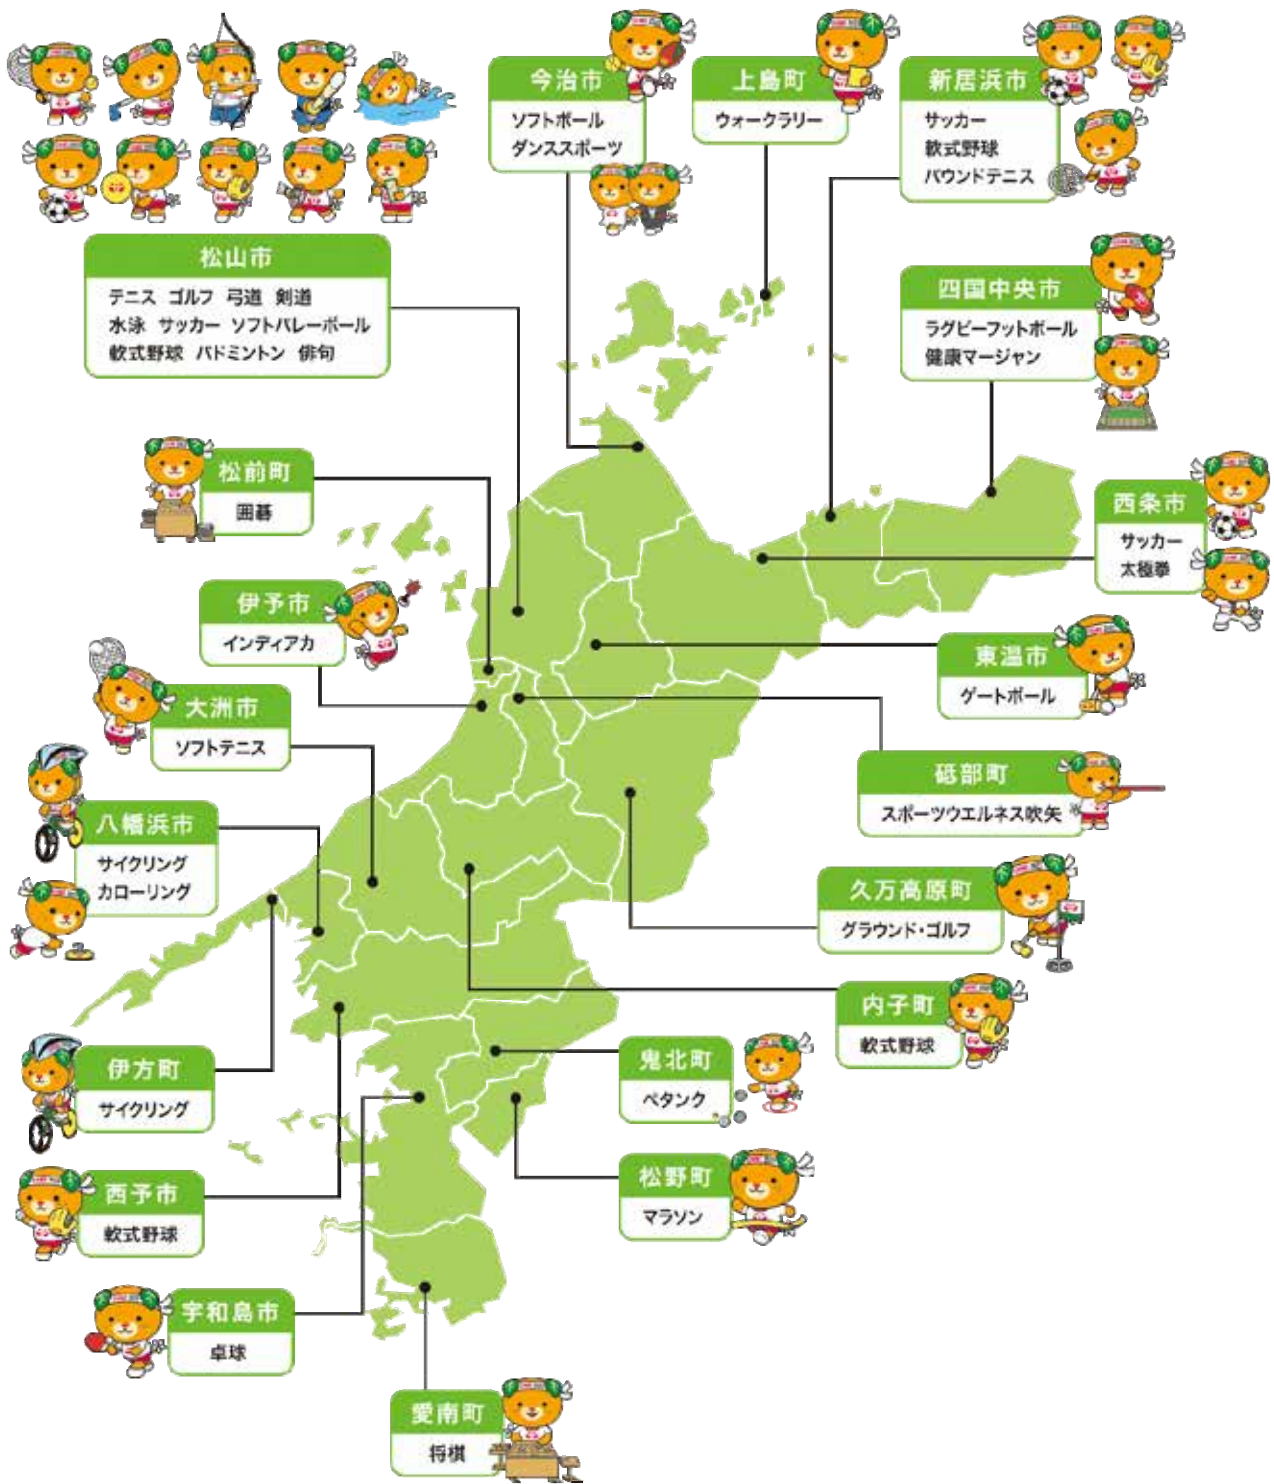 今治市
ソフトボール
ダンススポーツ
上島町
ウォークラリー
新居浜市
サッカー
軟式野球
バウンドテニス
松山市
テニス ゴルフ 弓道 剣道
水泳 サッカー ソフトバレーボール
軟式野球 バドミントン 俳句
四国中央市
ラグビーフットボール
健康マージャン
松前町
囲碁
西条市
サッカー
太極拳
伊予市
インディアカ
東温市
ゲートボール
大洲市
ソフトテニス
砥部町
スポーツウエルネス吹矢
八幡浜市
サイクリング
カローリング
久万高原町
グラウンド・ゴルフ
内子町
軟式野球
伊方町
サイクリング
鬼北町
ペタンク
西予市
軟式野球
松野町
マラソン
宇和島市
卓球
愛南町
将棋